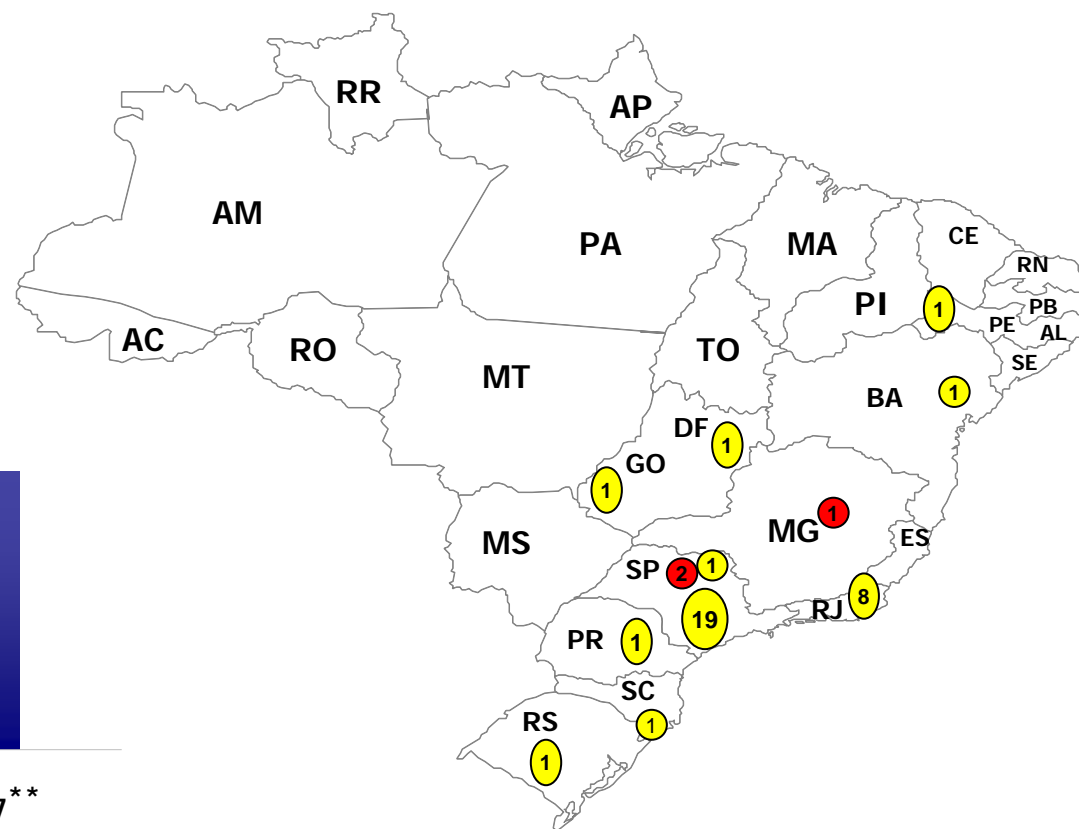 RR
AP
AM
PA
MA
CE
RN
PI
1
PB
PE
AL
AC
RO
TO
SE
MT
BA
1
DF
1
GO
1
MG
1
ES
MS
SP
2
1
RJ
8
19
PR
1
SC
1
RS
1
7**